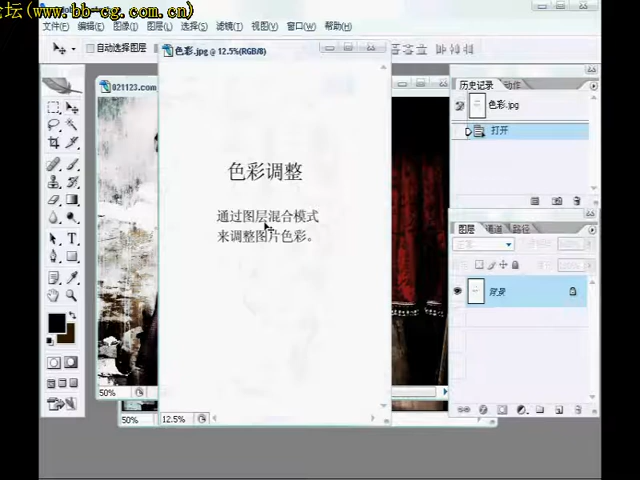 坛(www.bb-cg.com.cn)
文件(F) 编辑(E) 图像(I) 图层(L) 选择(S) 滤镜(T) 视图(V) 窗口(W) 帮助(H)
自动选择图层
色彩.jpg @ 12.5%(RGB/8)
021123.com
历史记录 动作
色彩.jpg
打开
色彩调整
通过图层混合模式
来调整图片色彩。
图层 通道 路径
正常
背景
50%
50%
12.5%